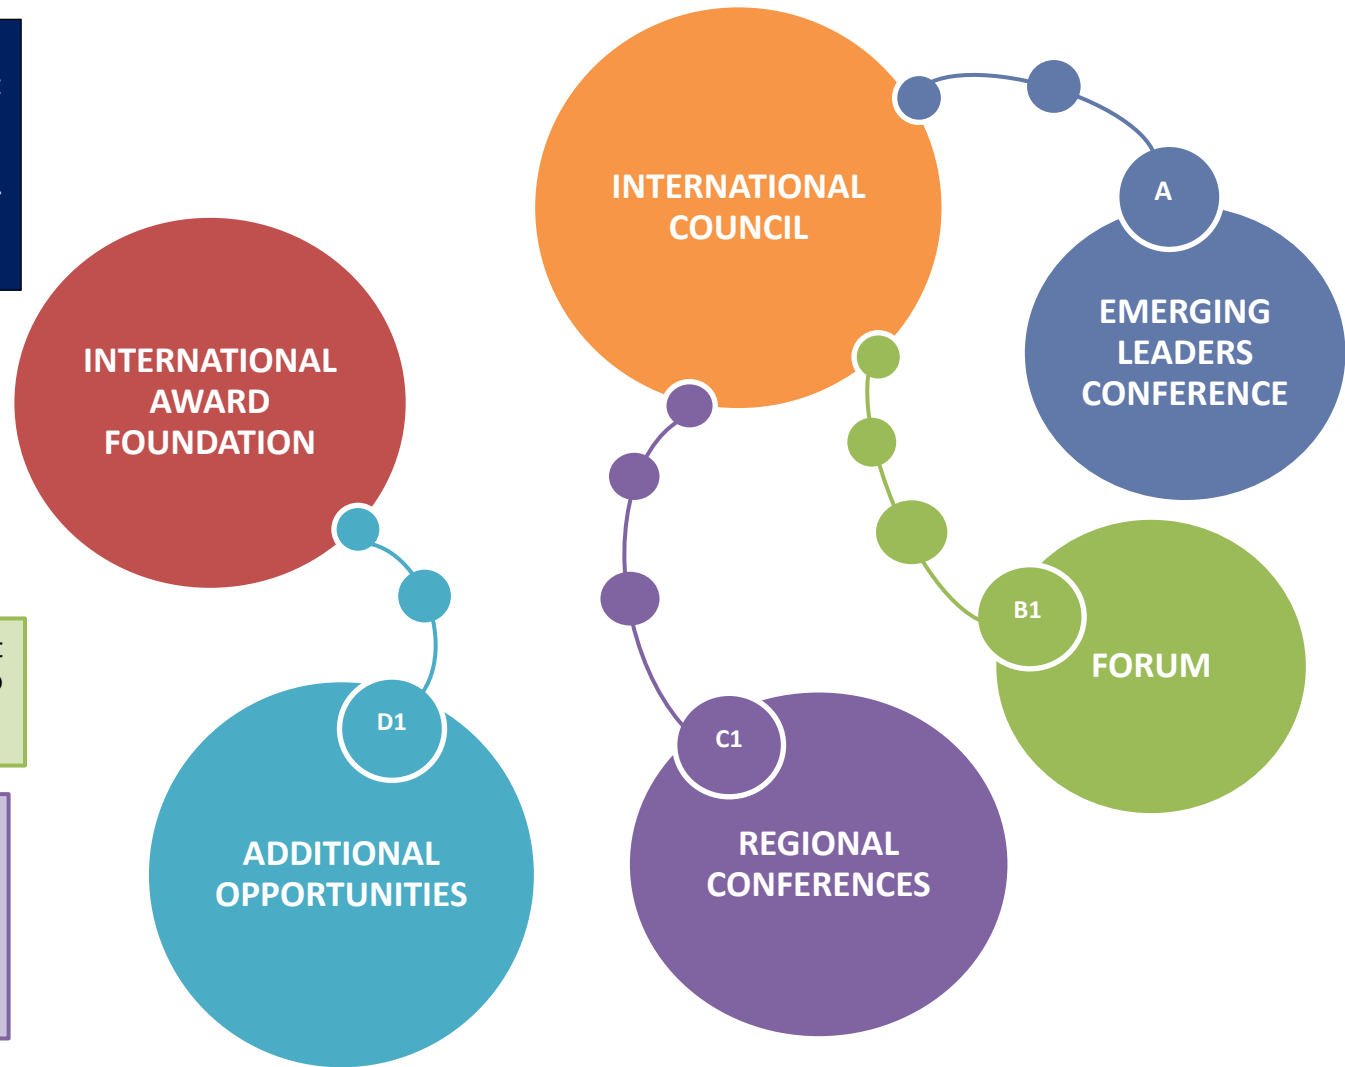 INTERNATIONAL
COUNCIL
A
EMERGING
LEADERS
CONFERENCE
INTERNATIONAL
AWARD
FOUNDATION
B1
FORUM
D1
C1
ADDITIONAL
OPPORTUNITIES
REGIONAL
CONFERENCES